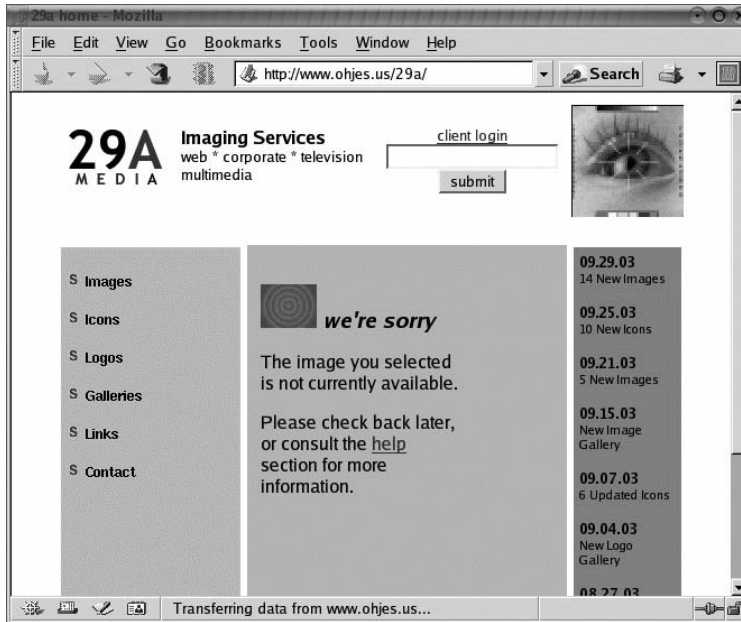 29a home - Mozilla
File Edit View Go Bookmarks Tools Window Help
http://www.ohjes.us/29a/ Search
29A
MEDIA
Imaging Services
web * corporate * television
multimedia
client login
submit
S Images
S Icons
S Logos
S Galleries
S Links
S Contact
we're sorry
The image you selected
is not currently available.
Please check back later,
or consult the help
section for more
information.
09.29.03
14 New Images
09.25.03
10 New Icons
09.21.03
5 New Images
09.15.03
New Image
Gallery
09.07.03
6 Updated Icons
09.04.03
New Logo
Gallery
08.27.03
Transferring data from www.ohjes.us...